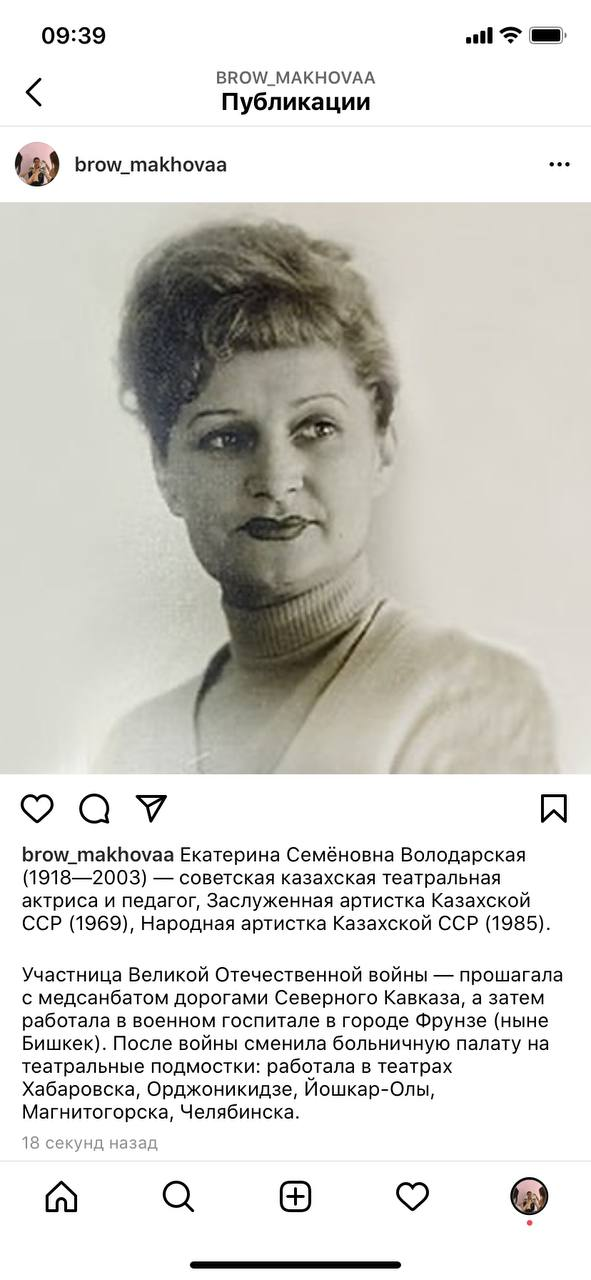 09:39
BROW_MAKHOVAA
Публикации
brow_makhovaa
brow_makhovaa Екатерина Семёновна Володарская
(1918—2003) — советская казахская театральная
актриса и педагог, Заслуженная артистка Казахской
ССР (1969), Народная артистка Казахской ССР (1985).
Участница Великой Отечественной войны — прошагала
с медсанбатом дорогами Северного Кавказа, а затем
работала в военном госпитале в городе Фрунзе (ныне
Бишкек). После войны сменила больничную палату на
театральные подмостки: работала в театрах
Хабаровска, Орджоникидзе, Йошкар-Олы,
Магнитогорска, Челябинска.
18 секунд назад